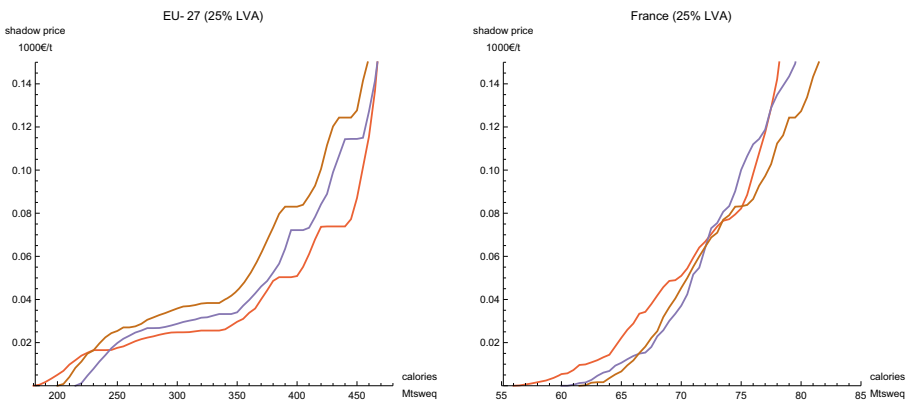 EU- 27 (25% LVA)
shadow price
1000€/t
0.14
0.12
0.10
0.08
0.06
0.04
0.02
200 250 300 350 400 450
calories
Mtsweq
France (25% LVA)
shadow price
1000€/t
0.14
0.12
0.10
0.08
0.06
0.04
0.02
55 60 65 70 75 80 85
calories
Mtsweq